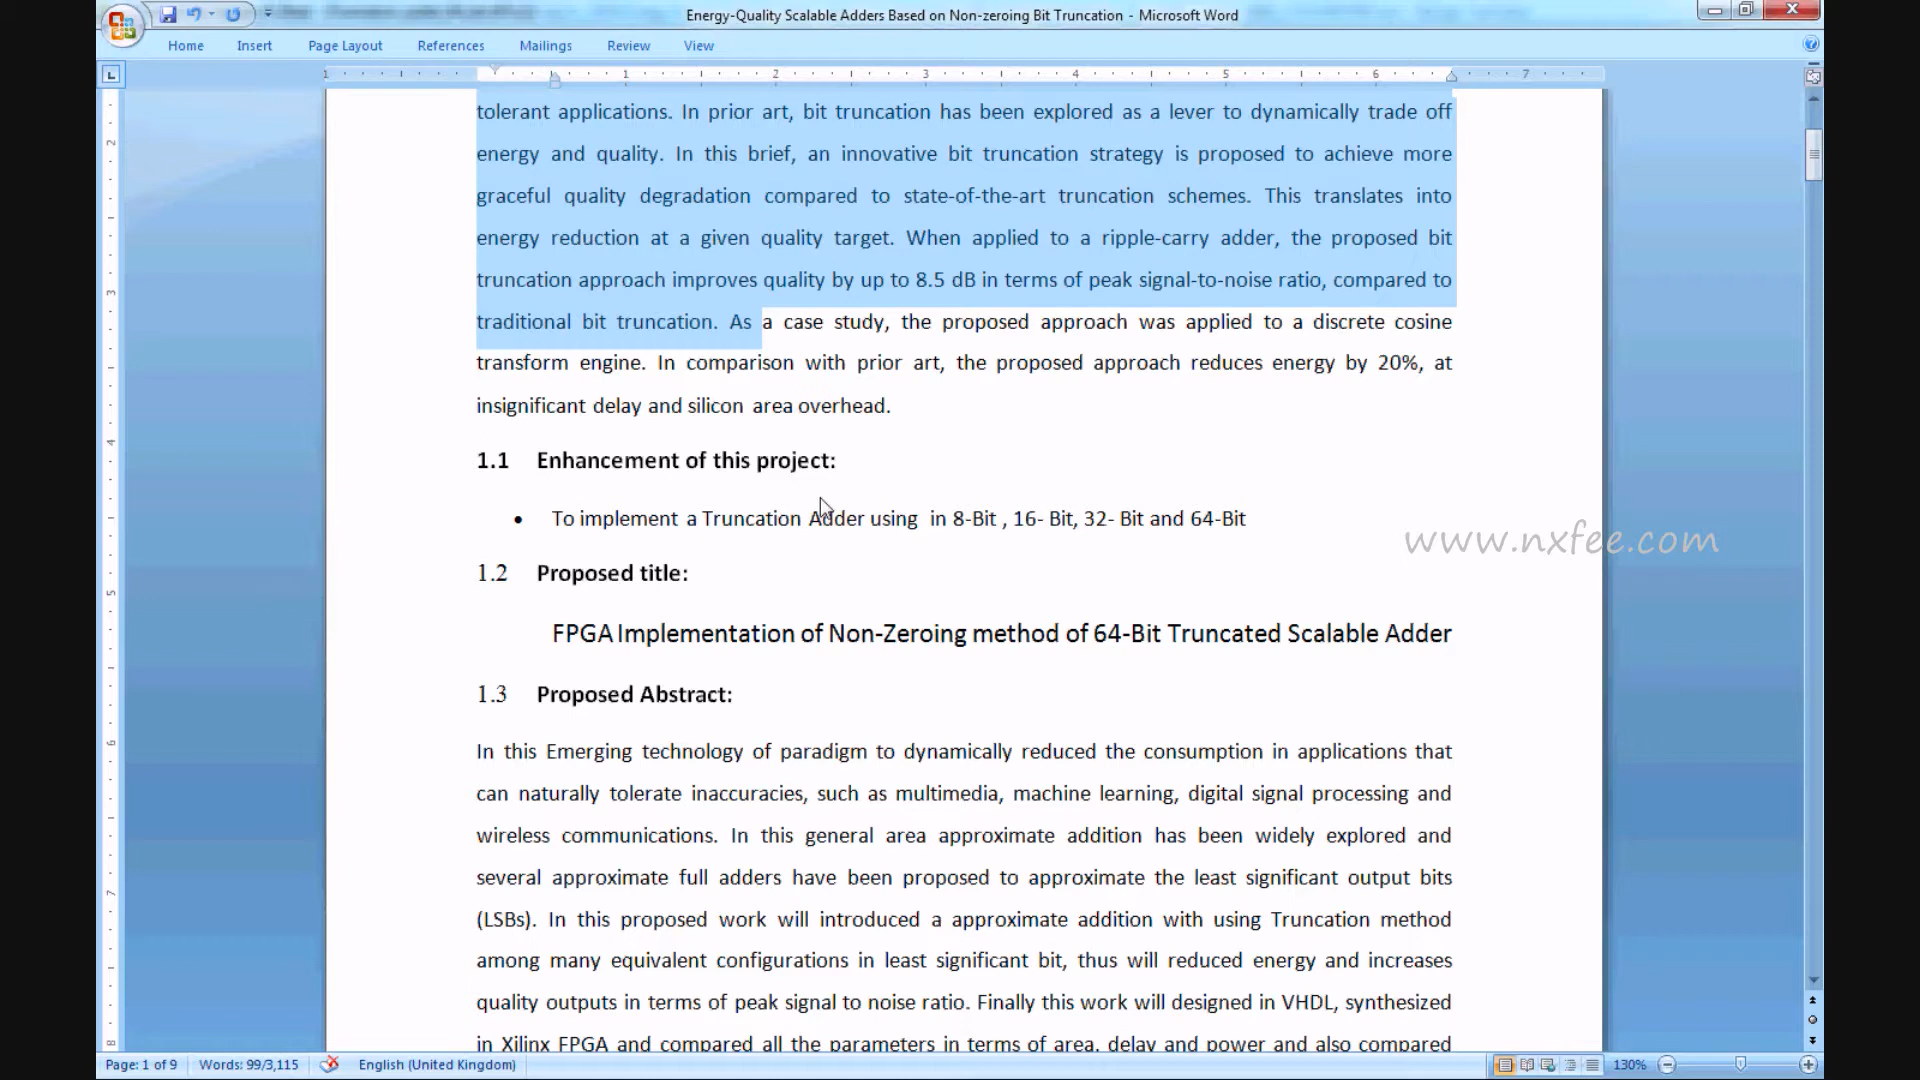 Energy-Quality Scalable Adders Based on Non-zeroing Bit Truncation - Microsoft Word
Home Insert Page Layout References Mailings Review View
1 1 2 3 4 5 6 7
tolerant applications. In prior art, bit truncation has been explored as a lever to dynamically trade off
energy and quality. In this brief, an innovative bit truncation strategy is proposed to achieve more
graceful quality degradation compared to state-of-the-art truncation schemes. This translates into
energy reduction at a given quality target. When applied to a ripple-carry adder, the proposed bit
truncation approach improves quality by up to 8.5 dB in terms of peak signal-to-noise ratio, compared to
traditional bit truncation. As a case study, the proposed approach was applied to a discrete cosine
transform engine. In comparison with prior art, the proposed approach reduces energy by 20%, at
insignificant delay and silicon area overhead.
1.1 Enhancement of this project:
• To implement a Truncation Adder using in 8-Bit , 16- Bit, 32- Bit and 64-Bit
www.nxfee.com
1.2 Proposed title:
FPGA Implementation of Non-Zeroing method of 64-Bit Truncated Scalable Adder
1.3 Proposed Abstract:
In this Emerging technology of paradigm to dynamically reduced the consumption in applications that
can naturally tolerate inaccuracies, such as multimedia, machine learning, digital signal processing and
wireless communications. In this general area approximate addition has been widely explored and
several approximate full adders have been proposed to approximate the least significant output bits
(LSBs). In this proposed work will introduced a approximate addition with using Truncation method
among many equivalent configurations in least significant bit, thus will reduced energy and increases
quality outputs in terms of peak signal to noise ratio. Finally this work will designed in VHDL, synthesized
in Xilinx FPGA and compared all the parameters in terms of area, delay and power and also compared
Page: 1 of 9 Words: 99/3,115 English (United Kingdom) 130%